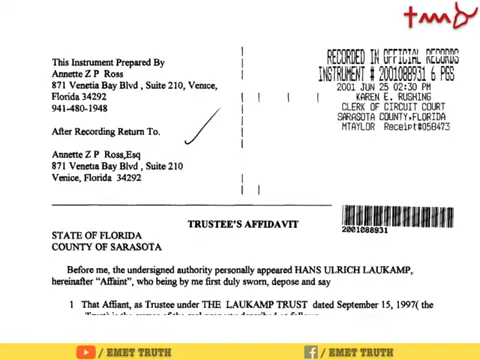 This Instrument Prepared By
Annette Z P Ross
871 Venetia Bay Blvd , Suite 210, Venice,
Florida 34292
941-480-1948
After Recording Return To.
Annette Z P Ross,Esq
871 Venetia Bay Blvd , Suite 210
Venice, Florida 34292
RECORDED IN OFFICIAL RECORDS
INSTRUMENT # 2001088931 6 PGS
2001 JUN 25 02:30 PM
KAREN E. RUSHING
CLERK OF CIRCUIT COURT
SARASOTA COUNTY,FLORIDA
MTAYLOR Receipt#058473
2001088931
TRUSTEE'S AFFIDAVIT
STATE OF FLORIDA
COUNTY OF SARASOTA
Before me, the undersigned authority personally appeared HANS ULRICH LAUKAMP,
hereinafter "Affaint", who being by me first duly sworn, depose and say
1 That Affiant, as Trustee under THE LAUKAMP TRUST dated September 15, 1997( the
/ EMET TRUTH
/ EMET TRUTH